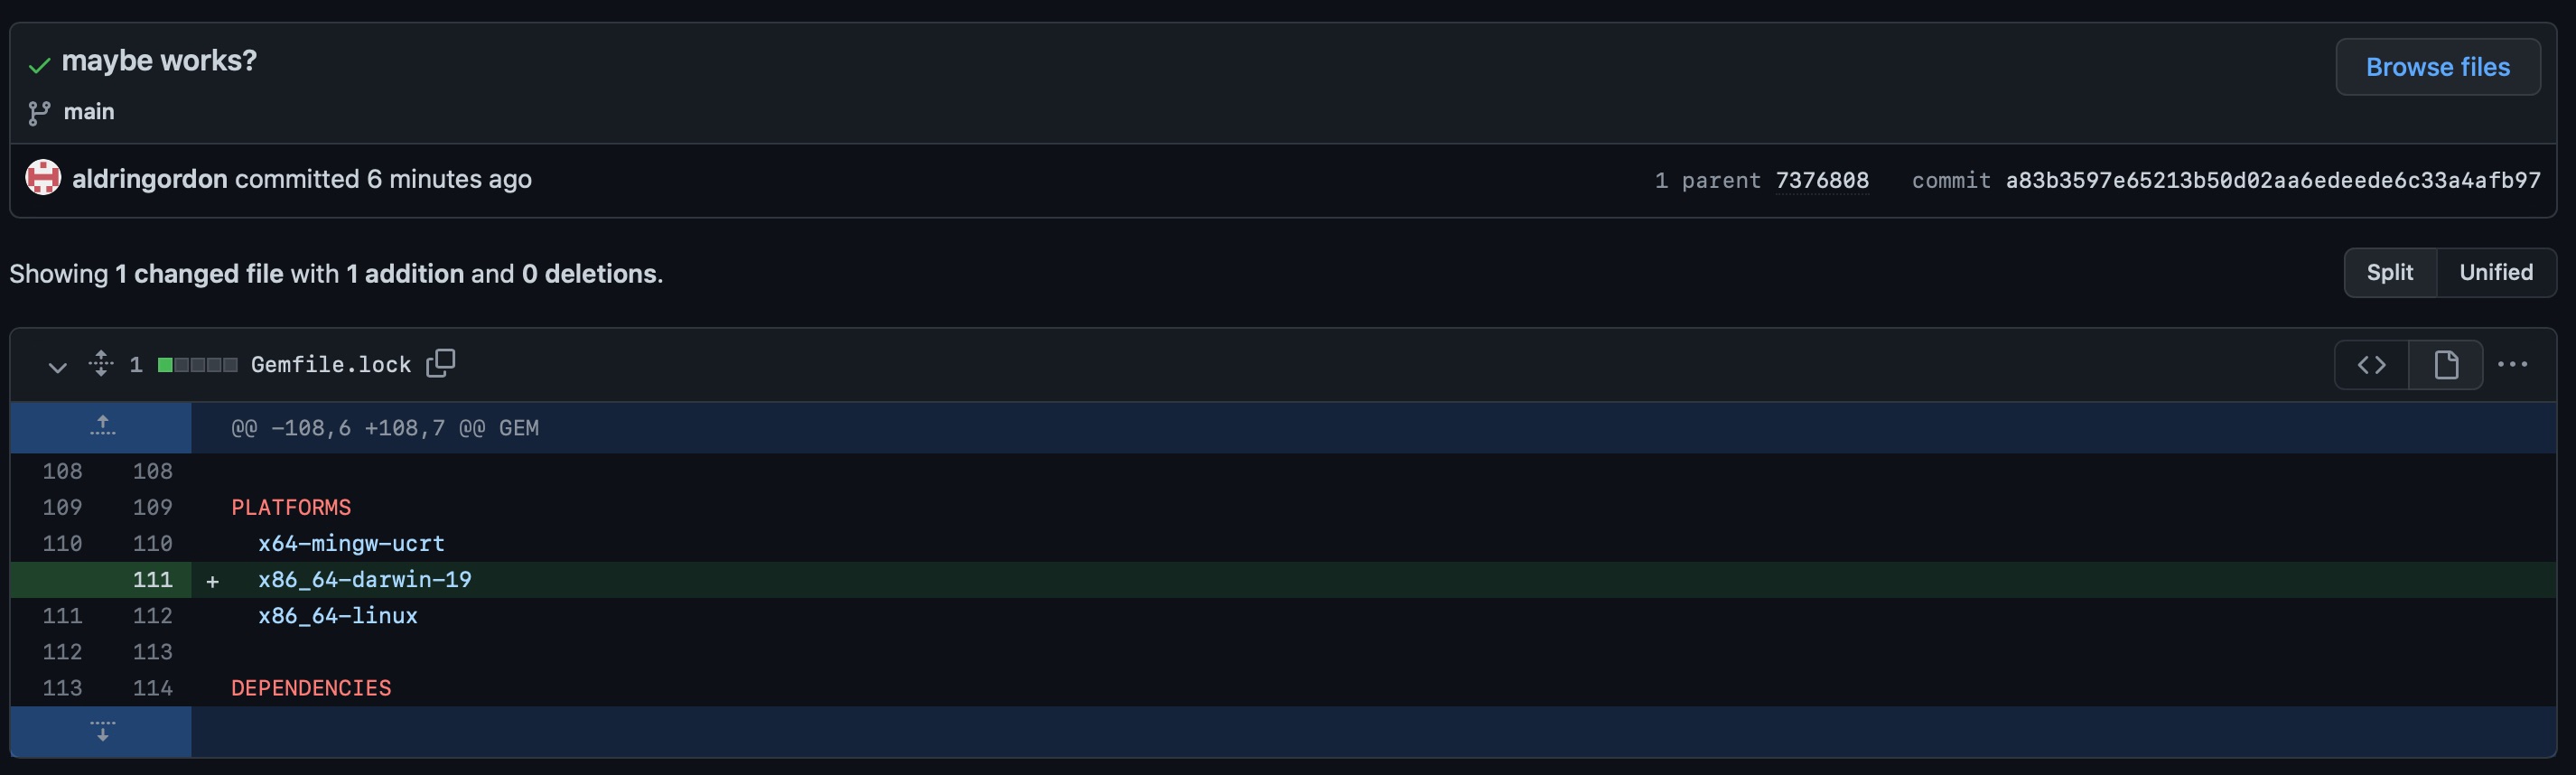 maybe works?
Browse files
main
aldringordon committed 6 minutes ago
1 parent 7376808 commit a83b3597e65213b50d02aa6edeede6c33a4afb97
Showing 1 changed file with 1 addition and 0 deletions.
Split Unified
1 Gemfile.lock
@@ -108,6 +108,7 @@ GEM
108 108
109 109 PLATFORMS
110 110 x64-mingw-ucrt
111 + x86_64-darwin-19
111 112 x86_64-linux
112 113
113 114 DEPENDENCIES